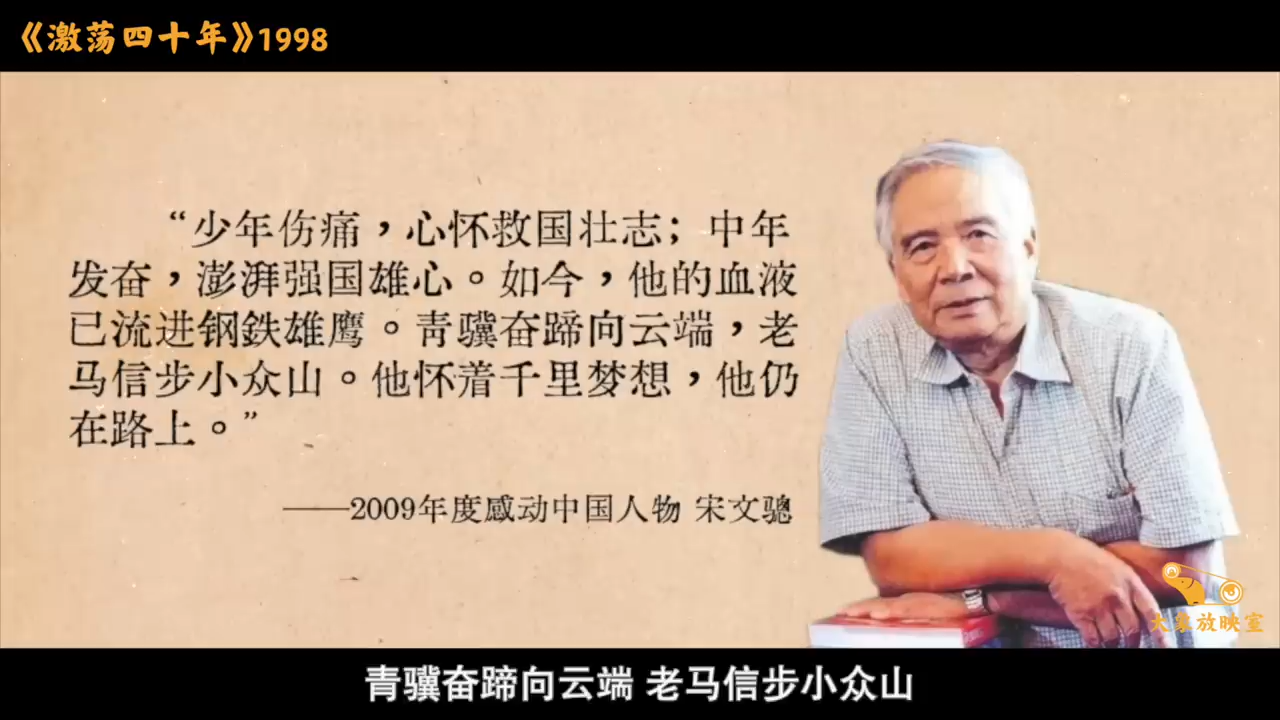 《激荡四十年》1998
“少年伤痛，心怀救国壮志；中年
发奋，澎湃强国雄心。如今，他的血液
已流进钢鉄雄鹰。青骥奋蹄向云端，老
马信步小众山。他怀着千里梦想，他仍
在路上。”
——2009年度感动中国人物 宋文骢
大象放映室
青骥奋蹄向云端 老马信步小众山